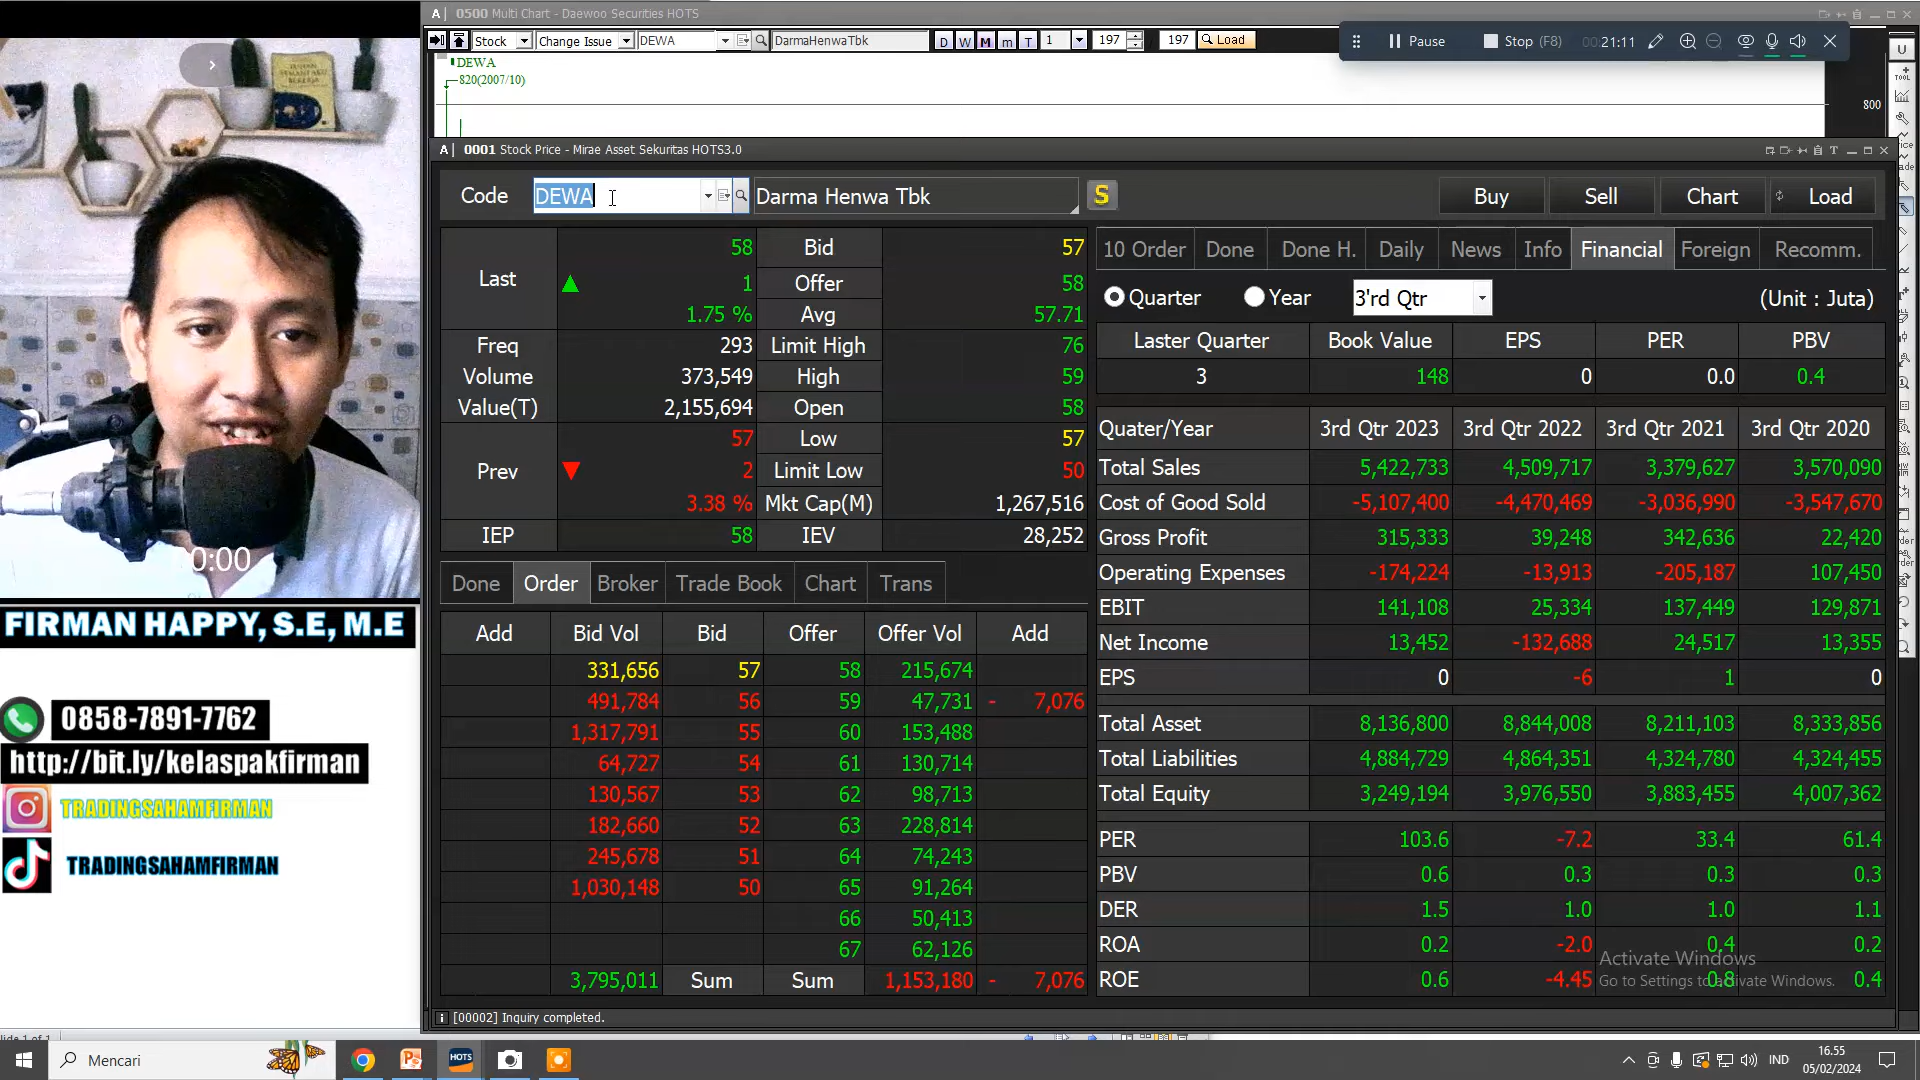 A 0500 Multi Chart - Daewoo Securities HOTS
Stock Change Issue DEWA DarmaHenwaTbk D W M m T 1 197 197 Load
Pause Stop (F8) 00:21:11
DEWA
820(2007/10)
800
A 0001 Stock Price - Mirae Asset Sekuritas HOTS3.0
Code DEWA Darma Henwa Tbk S Buy Sell Chart Load
Last 58 Bid 57
1 Offer 58
1.75 % Avg 57.71
Freq 293 Limit High 76
Volume 373,549 High 59
Value(T) 2,155,694 Open 58
57 Low 57
Prev 2 Limit Low 50
3.38 % Mkt Cap(M) 1,267,516
IEP 58 IEV 28,252
Done Order Broker Trade Book Chart Trans
Add Bid Vol Bid Offer Offer Vol Add
331,656 57 58 215,674
491,784 56 59 47,731 - 7,076
1,317,791 55 60 153,488
64,727 54 61 130,714
130,567 53 62 98,713
182,660 52 63 228,814
245,678 51 64 74,243
1,030,148 50 65 91,264
66 50,413
67 62,126
3,795,011 Sum Sum 1,153,180 - 7,076
10 Order Done Done H. Daily News Info Financial Foreign Recomm.
Quarter Year 3'rd Qtr (Unit : Juta)
Laster Quarter Book Value EPS PER PBV
3 148 0 0.0 0.4
Quater/Year 3rd Qtr 2023 3rd Qtr 2022 3rd Qtr 2021 3rd Qtr 2020
Total Sales 5,422,733 4,509,717 3,379,627 3,570,090
Cost of Good Sold -5,107,400 -4,470,469 -3,036,990 -3,547,670
Gross Profit 315,333 39,248 342,636 22,420
Operating Expenses -174,224 -13,913 -205,187 107,450
EBIT 141,108 25,334 137,449 129,871
Net Income 13,452 -132,688 24,517 13,355
EPS 0 -6 1 0
Total Asset 8,136,800 8,844,008 8,211,103 8,333,856
Total Liabilities 4,884,729 4,864,351 4,324,780 4,324,455
Total Equity 3,249,194 3,976,550 3,883,455 4,007,362
PER 103.6 -7.2 33.4 61.4
PBV 0.6 0.3 0.3 0.3
DER 1.5 1.0 1.0 1.1
ROA 0.2 -2.0 0.4 0.2
ROE 0.6 -4.45 0.8 0.4
Activate Windows
Go to Settings to activate Windows.
[00002] Inquiry completed.
FIRMAN HAPPY, S.E, M.E
0858-7891-7762
http://bit.ly/kelaspakfirman
TRADINGSAHAMFIRMAN
TRADINGSAHAMFIRMAN
Mencari
HOTS
IND
16.55
05/02/2024